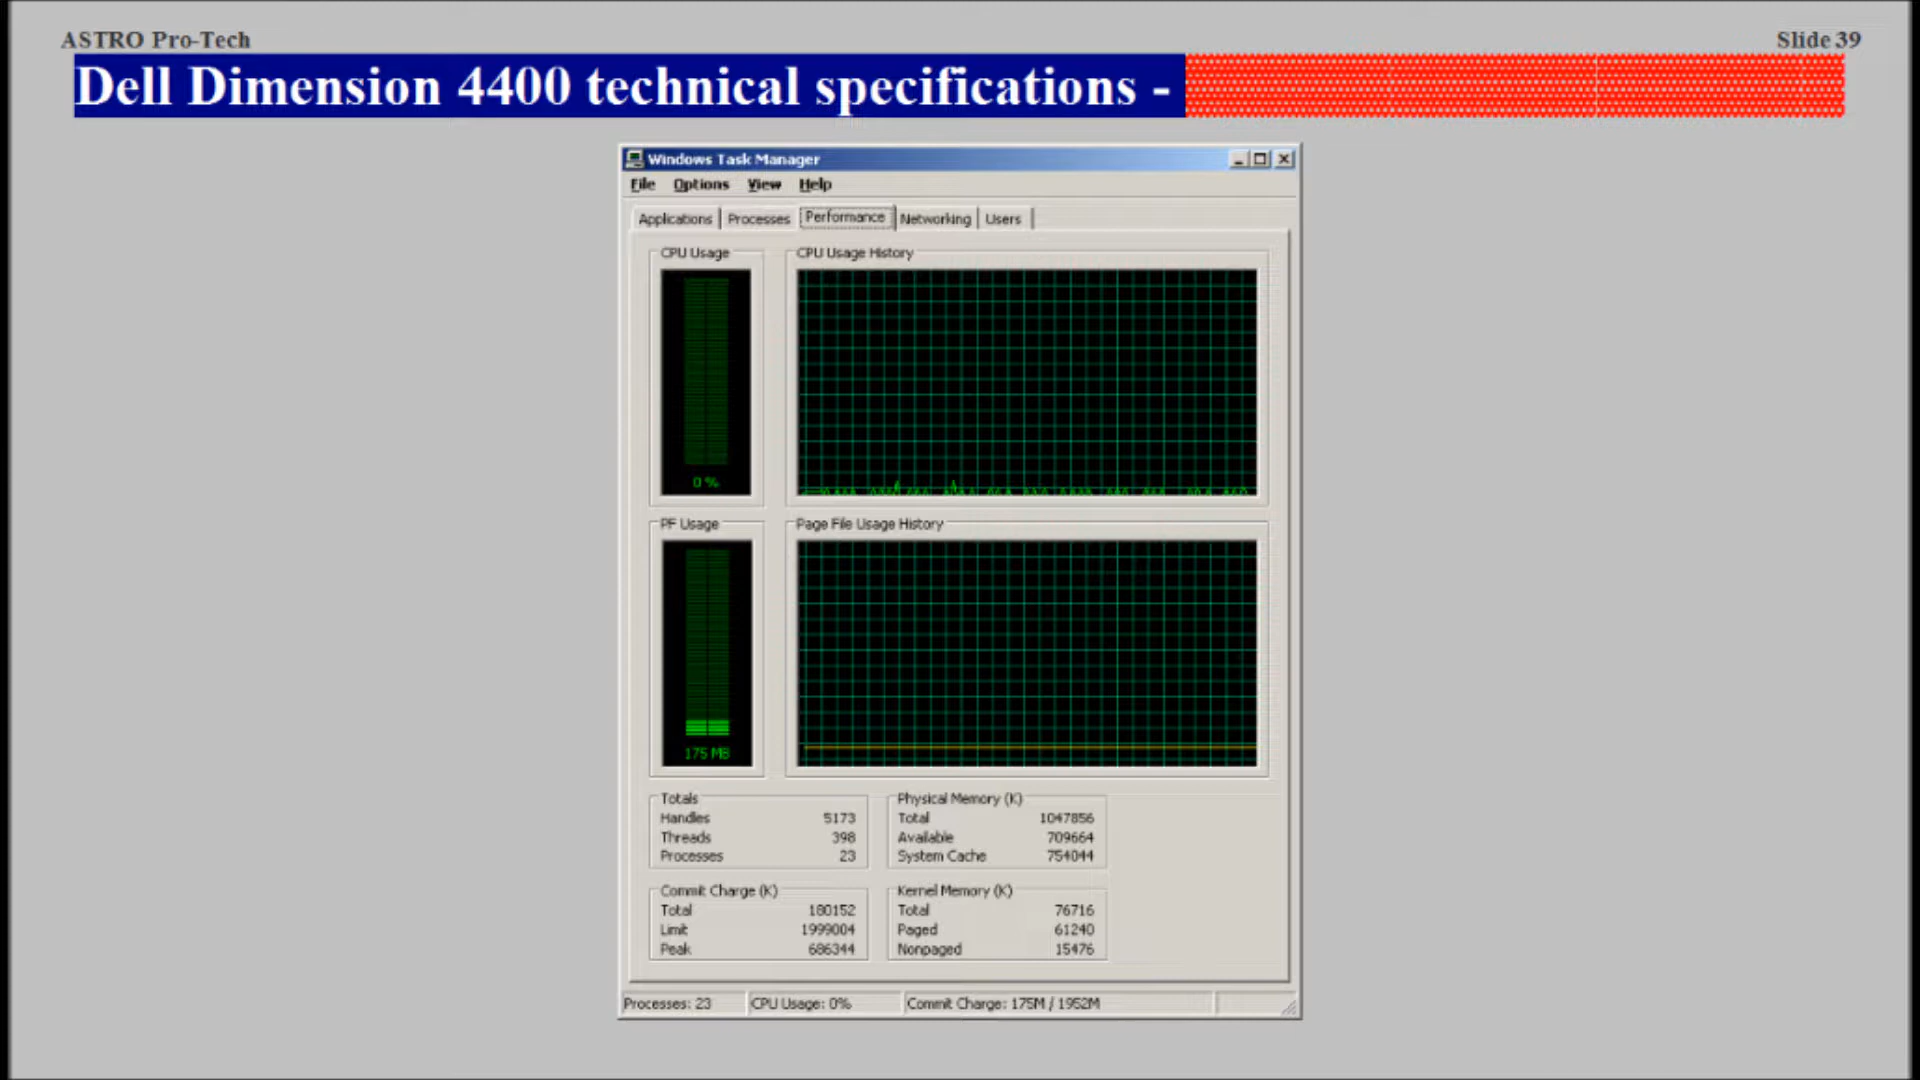 ASTRO Pro-Tech
Slide 39
Dell Dimension 4400 technical specifications -
Windows Task Manager
File Options View Help
Applications Processes Performance Networking Users
CPU Usage
CPU Usage History
0 %
PF Usage
Page File Usage History
175 MB
Totals
Handles 5173
Threads 398
Processes 23
Physical Memory (K)
Total 1047856
Available 709664
System Cache 754044
Commit Charge (K)
Total 180152
Limit 1999004
Peak 686344
Kernel Memory (K)
Total 76716
Paged 61240
Nonpaged 15476
Processes: 23 CPU Usage: 0% Commit Charge: 175M / 1952M